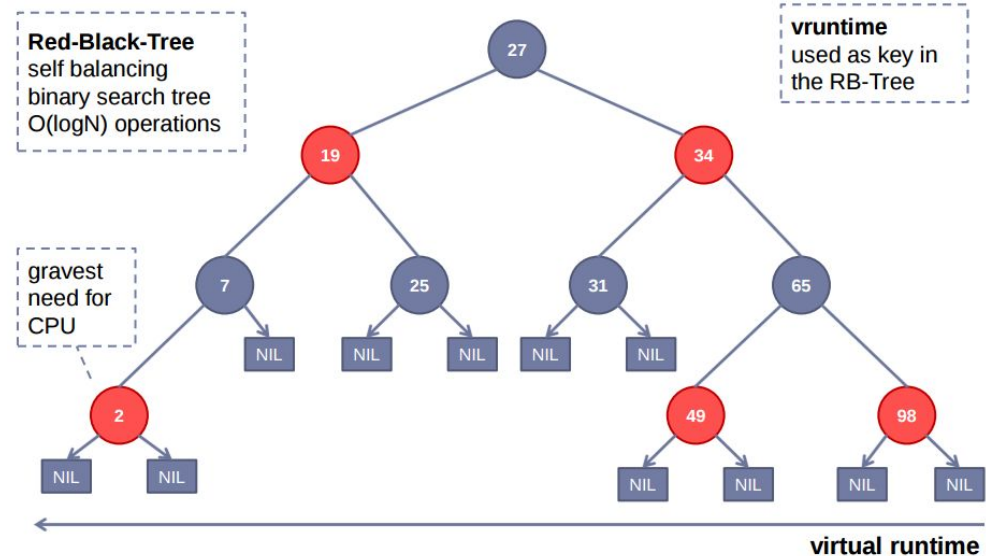 Red-Black-Tree
self balancing
binary search tree
O(logN) operations
vruntime
used as key in
the RB-Tree
27
19
34
gravest
need for
CPU
7
25
31
65
NIL
NIL
NIL
NIL
NIL
2
49
98
NIL
NIL
NIL
NIL
NIL
NIL
virtual runtime